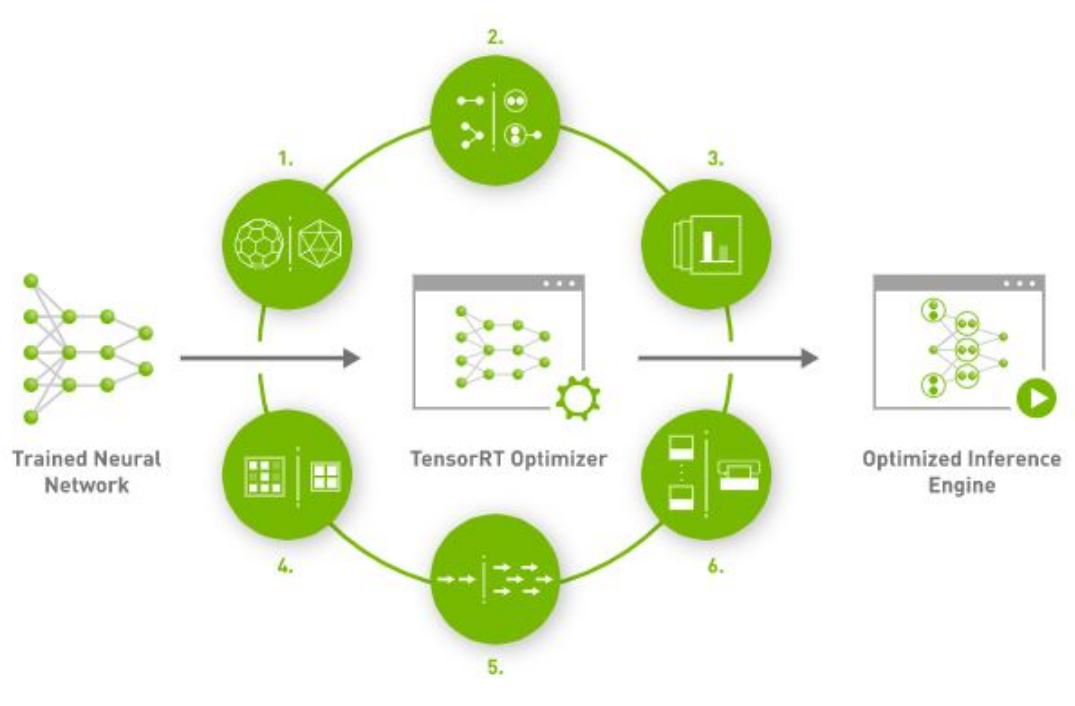 2.
1.
3.
Trained Neural
Network
TensorRT Optimizer
Optimized Inference
Engine
4.
6.
5.